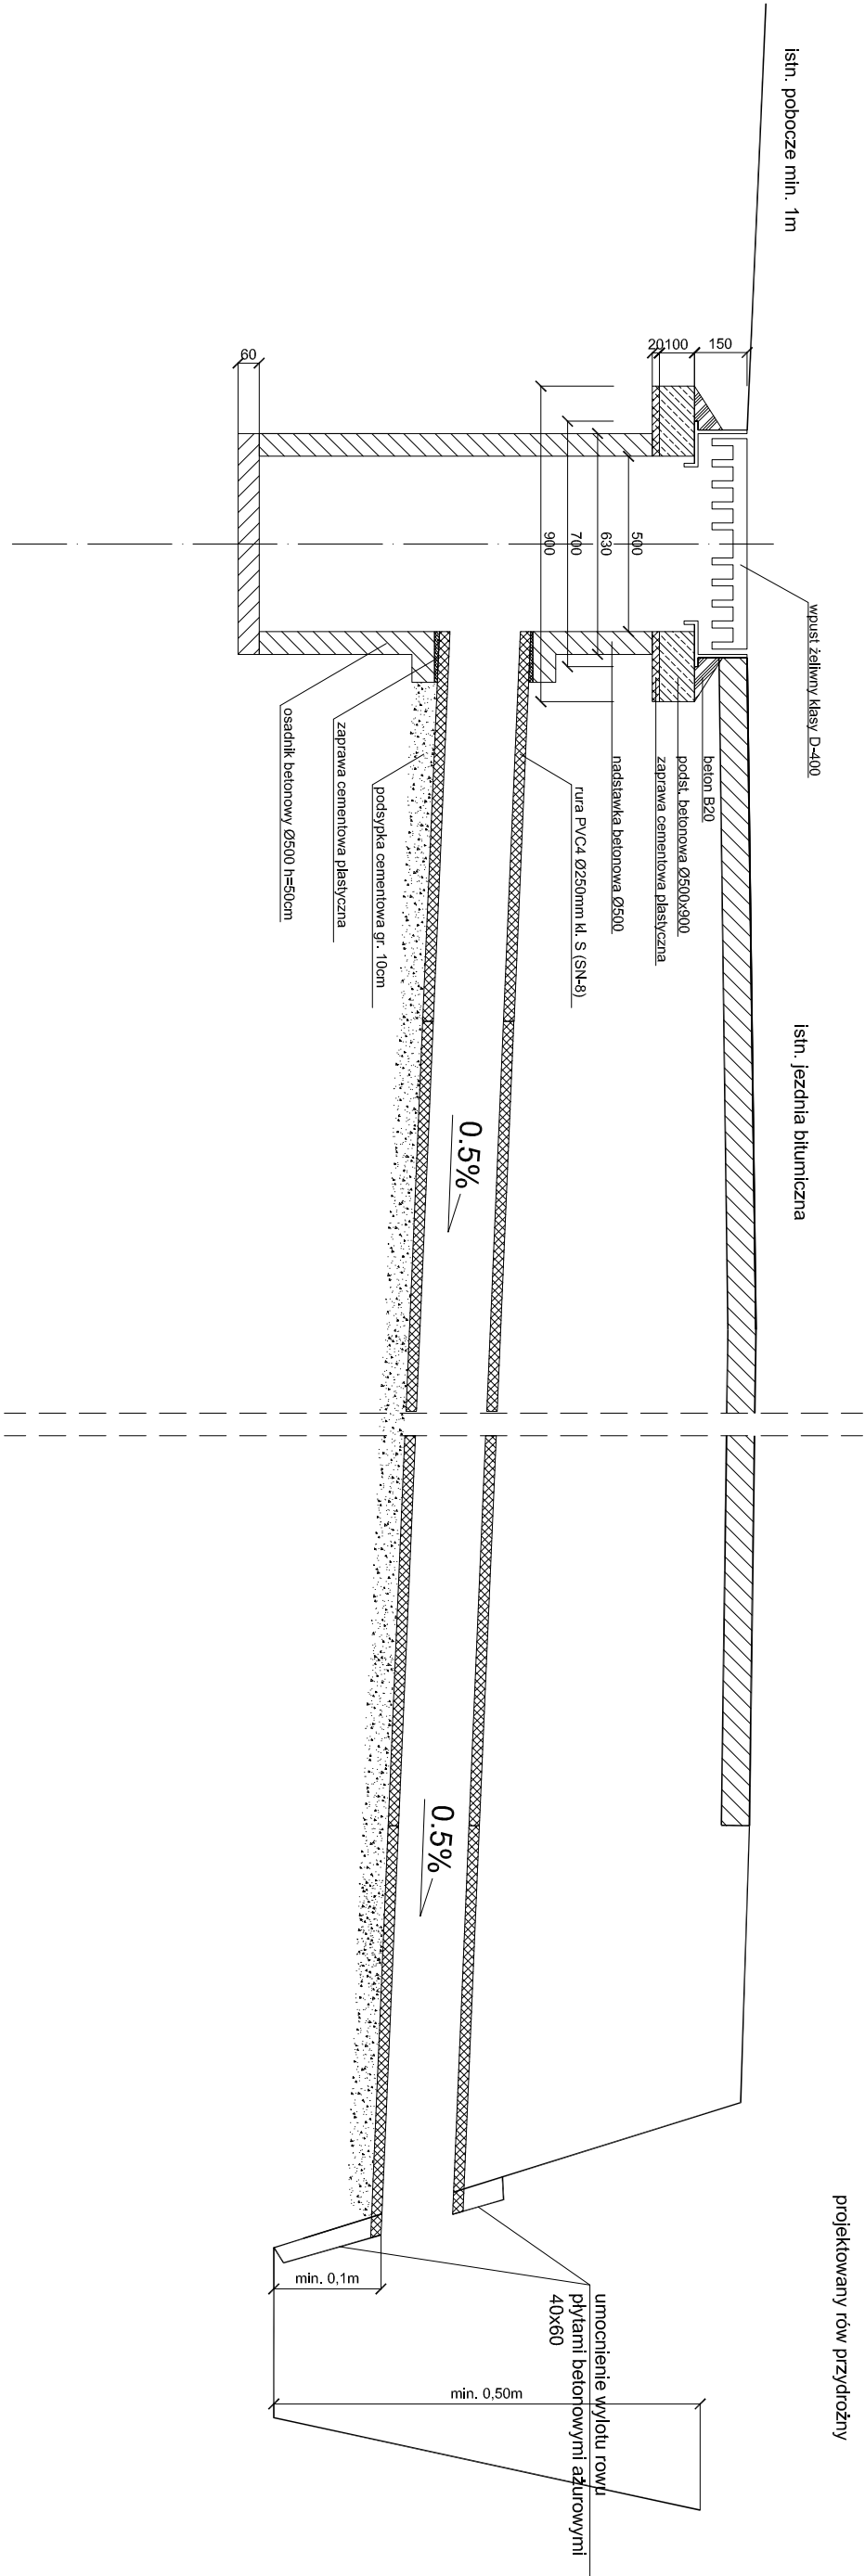 istn. pobocze min. 1m
istn. jezdnia bitumiczna
projektowany rów przydrożny
wpust żeliwny klasy D-400
beton B20
podst. betonowa Ø500x900
zaprawa cementowa plastyczna
nadstawka betonowa Ø500
rura PVC4 Ø250mm kl. S (SN-8)
podsypka cementowa gr. 10cm
zaprawa cementowa plastyczna
osadnik betonowy Ø500 h=50cm
150
100
20
60
500
630
700
900
0.5%
0.5%
umocnienie wylotu rowu
płytami betonowymi ażurowymi
40x60
min. 0,1m
min. 0,50m